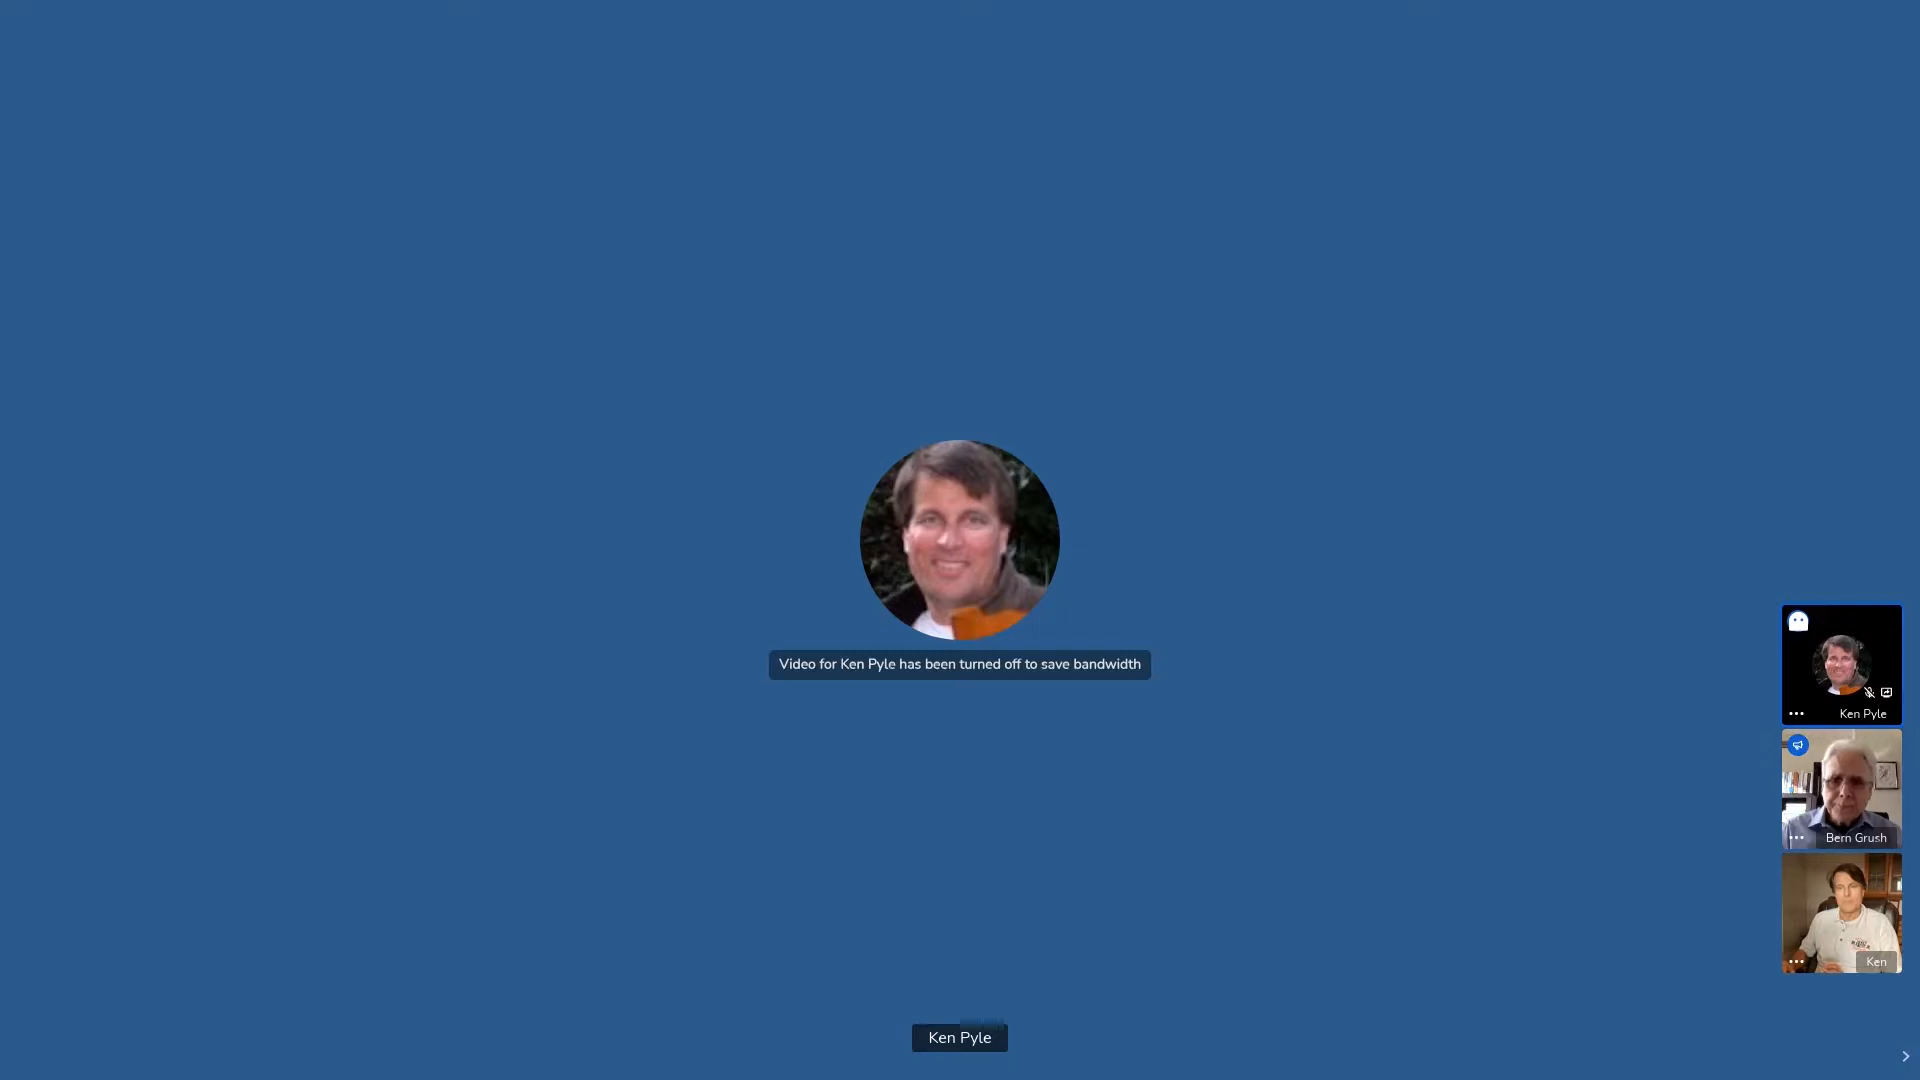 Video for Ken Pyle has been turned off to save bandwidth
Ken Pyle
Bern Grush
Ken
Ken Pyle